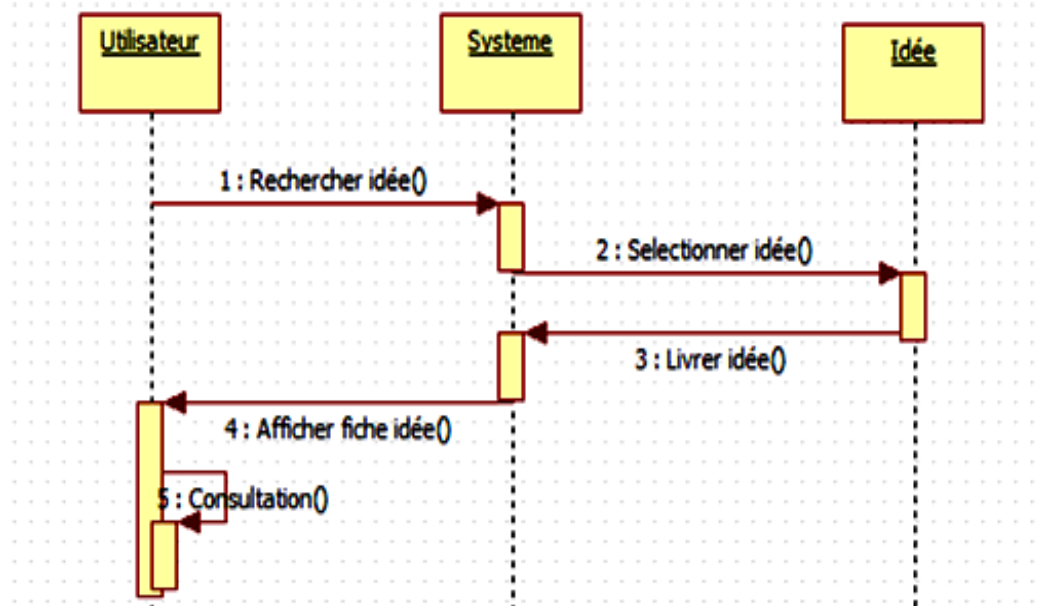 Utilisateur
Systeme
Idée
1 : Rechercher idée()
2 : Selectionner idée()
3 : Livrer idée()
4 : Afficher fiche idée()
5 : Consultation()